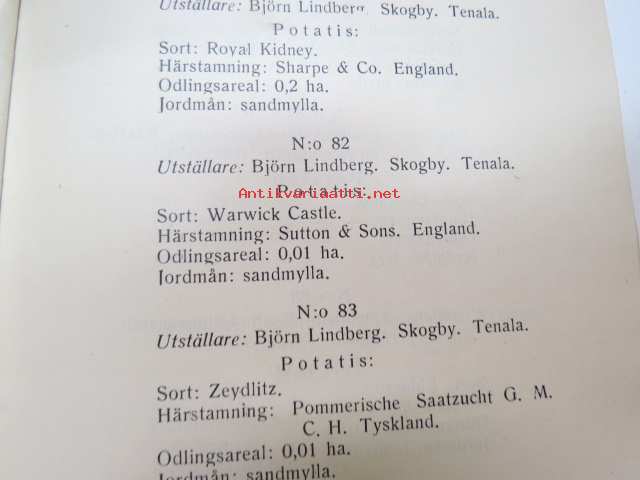 Utställare: Björn Lindberg. Skogby. Tenala.
Potatis:
Sort: Royal Kidney.
Härstamning: Sharpe & Co. England.
Odlingsareal: 0,2 ha.
Jordmån: sandmylla.
N:o 82
Utställare: Björn Lindberg. Skogby. Tenala.
Potatis:
Antikvariaatti.net
Sort: Warwick Castle.
Härstamning: Sutton & Sons. England.
Odlingsareal: 0,01 ha.
Jordmån: sandmylla.
N:o 83
Utställare: Björn Lindberg. Skogby. Tenala.
Potatis:
Sort: Zeydlitz.
Härstamning: Pommerische Saatzucht G. M.
C. H. Tyskland.
Odlingsareal: 0,01 ha.
Jordmån: sandmylla.